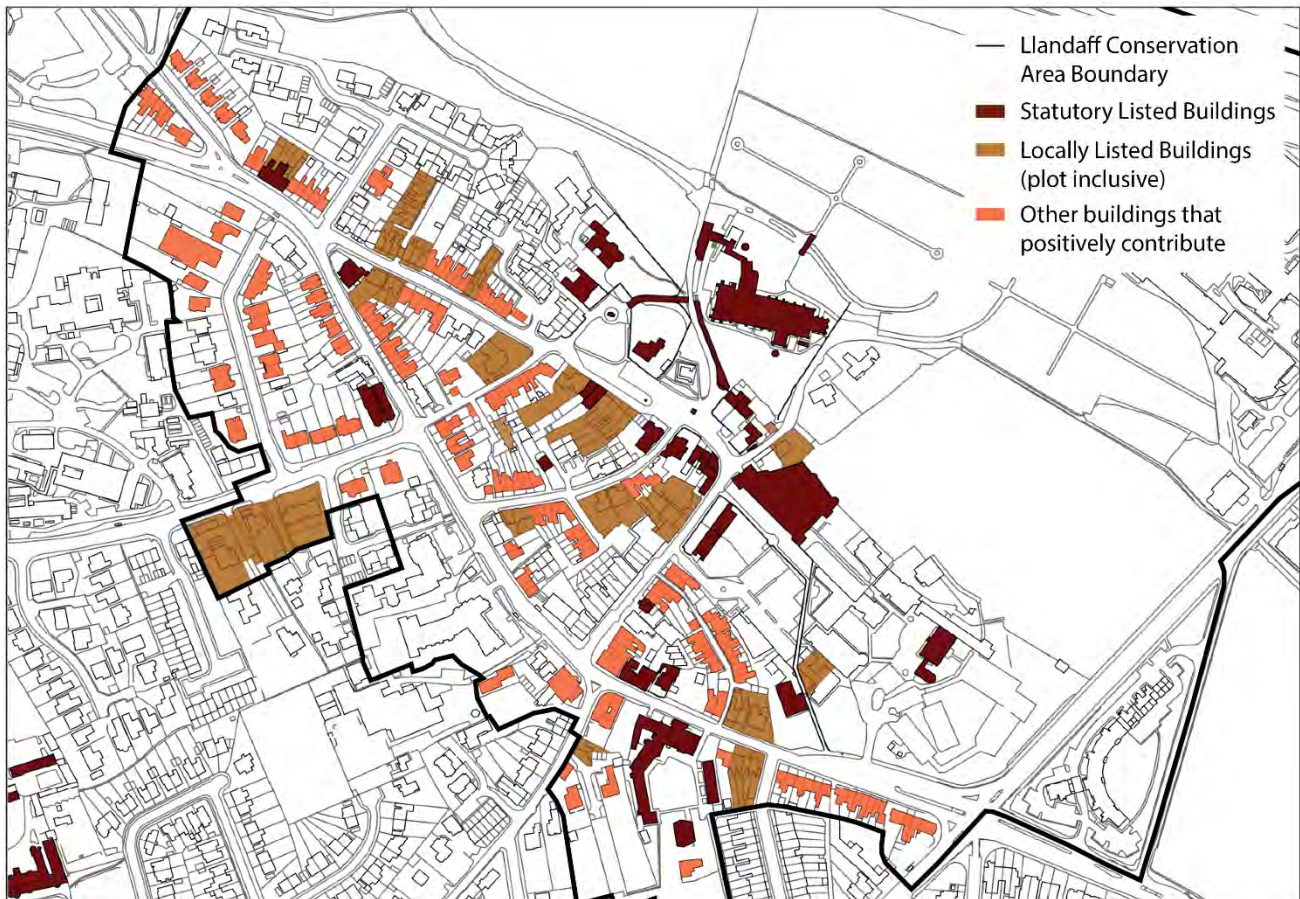 Llandaff Conservation
Area Boundary
Statutory Listed Buildings
Locally Listed Buildings
(plot inclusive)
Other buildings that
positively contribute